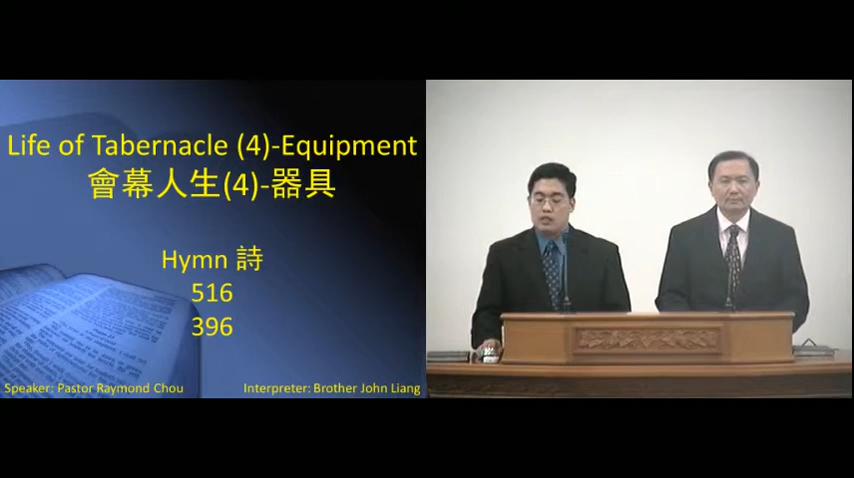 Life of Tabernacle (4)-Equipment
會幕人生(4)-器具
Hymn 詩
516
396
Speaker: Pastor Raymond Chou
Interpreter: Brother John Liang